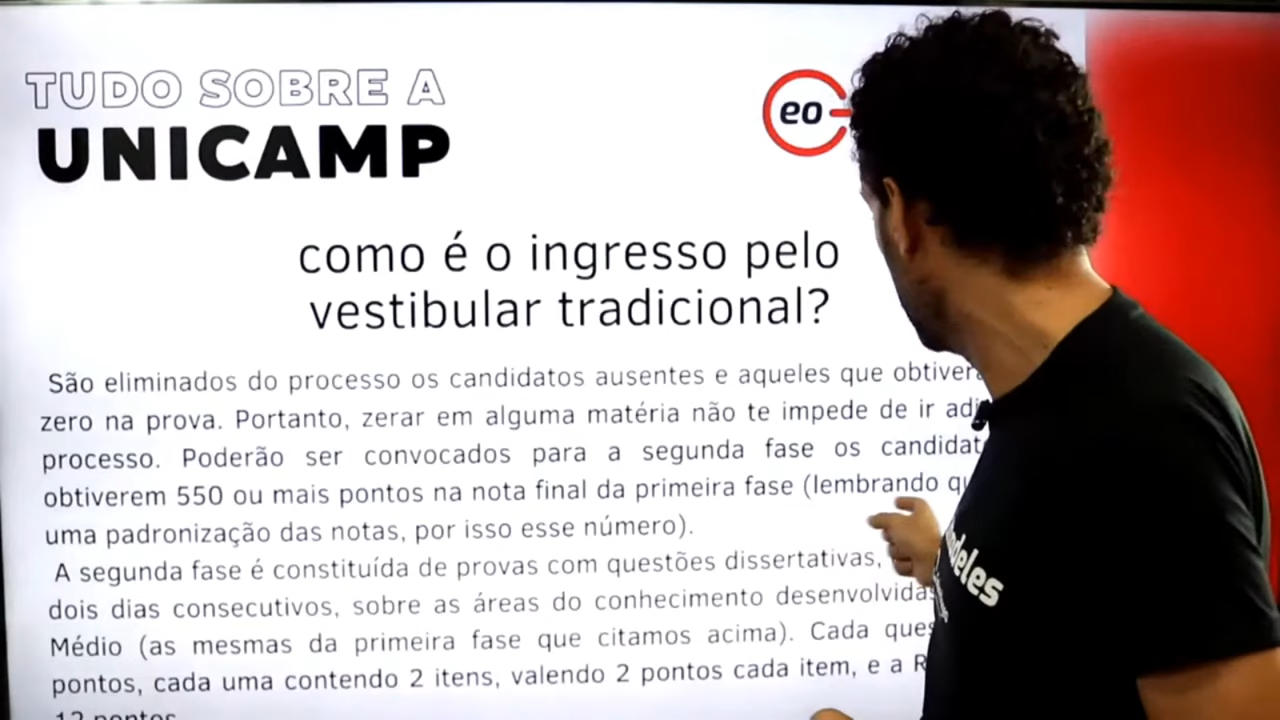 TUDO SOBRE A
UNICAMP
eo
como é o ingresso pelo
vestibular tradicional?
São eliminados do processo os candidatos ausentes e aqueles que
zero na prova. Portanto, zerar em alguma matéria não te impede de ir
processo. Poderão ser convocados para a segunda fase os
obtiverem 550 ou mais pontos na nota final da primeira fase (lembrando
uma padronização das notas, por isso esse número).
A segunda fase é constituída de provas com questões dissertativas,
dois dias consecutivos, sobre as áreas do conhecimento
Médio (as mesmas da primeira fase que citamos acima). Cada
pontos, cada uma contendo 2 itens, valendo 2 pontos cada item, e a
12 pontos